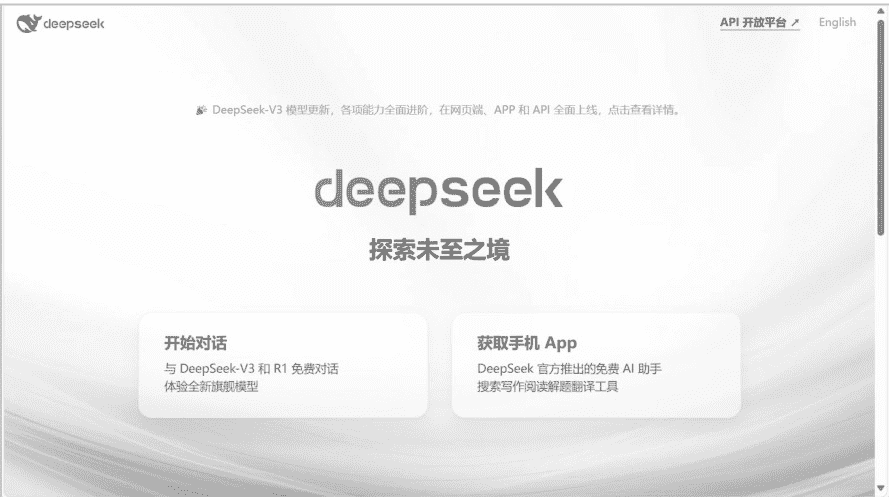 deepseek
API 开放平台 ↗ English
🎉 DeepSeek-V3 模型更新，各项能力全面进阶，在网页端、APP 和 API 全面上线，点击查看详情。
deepseek
探索未至之境
开始对话
与 DeepSeek-V3 和 R1 免费对话
体验全新旗舰模型
获取手机 App
DeepSeek 官方推出的免费 AI 助手
搜索写作阅读解题翻译工具